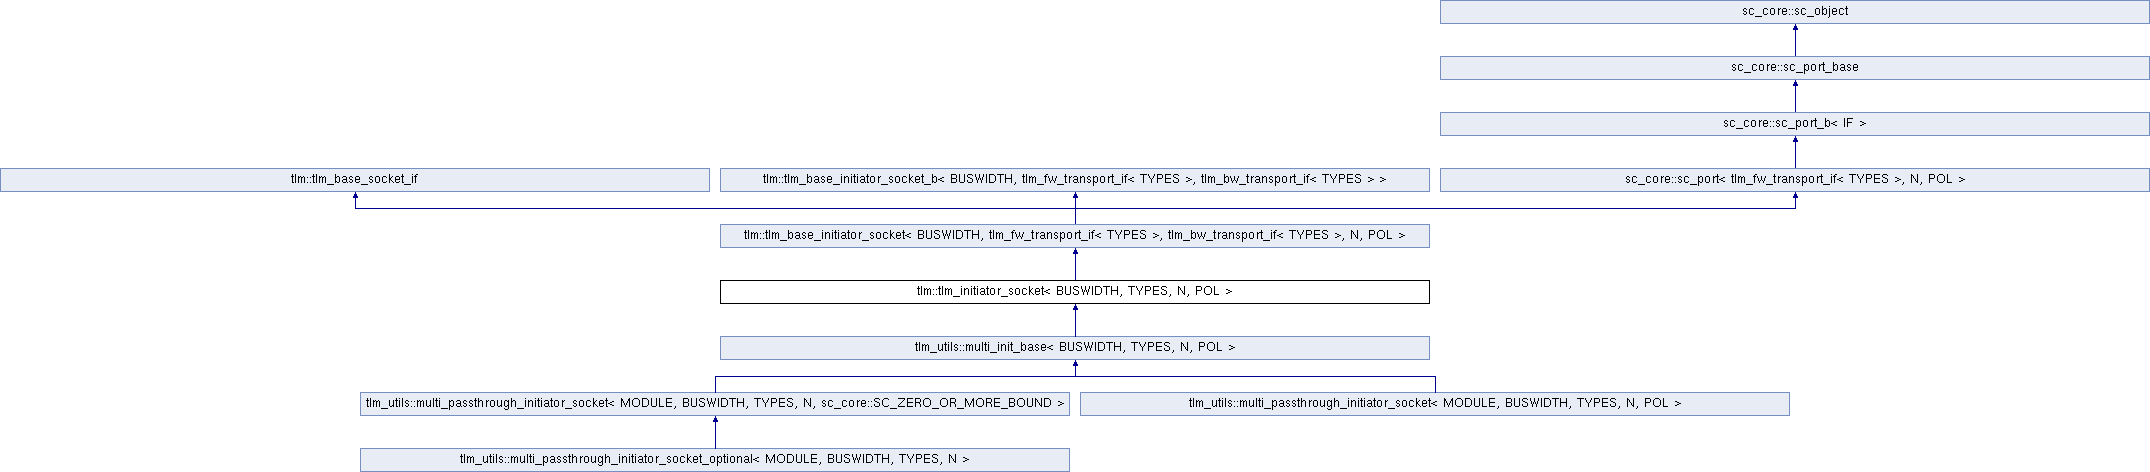 sc_core::sc_object
sc_core::sc_port_base
sc_core::sc_port_b< IF >
tlm::tlm_base_socket_if
tlm::tlm_base_initiator_socket_b< BUSWIDTH, tlm_fw_transport_if< TYPES >, tlm_bw_transport_if< TYPES > >
sc_core::sc_port< tlm_fw_transport_if< TYPES >, N, POL >
tlm::tlm_base_initiator_socket< BUSWIDTH, tlm_fw_transport_if< TYPES >, tlm_bw_transport_if< TYPES >, N, POL >
tlm::tlm_initiator_socket< BUSWIDTH, TYPES, N, POL >
tlm_utils::multi_init_base< BUSWIDTH, TYPES, N, POL >
tlm_utils::multi_passthrough_initiator_socket< MODULE, BUSWIDTH, TYPES, N, sc_core::SC_ZERO_OR_MORE_BOUND >
tlm_utils::multi_passthrough_initiator_socket< MODULE, BUSWIDTH, TYPES, N, POL >
tlm_utils::multi_passthrough_initiator_socket_optional< MODULE, BUSWIDTH, TYPES, N >